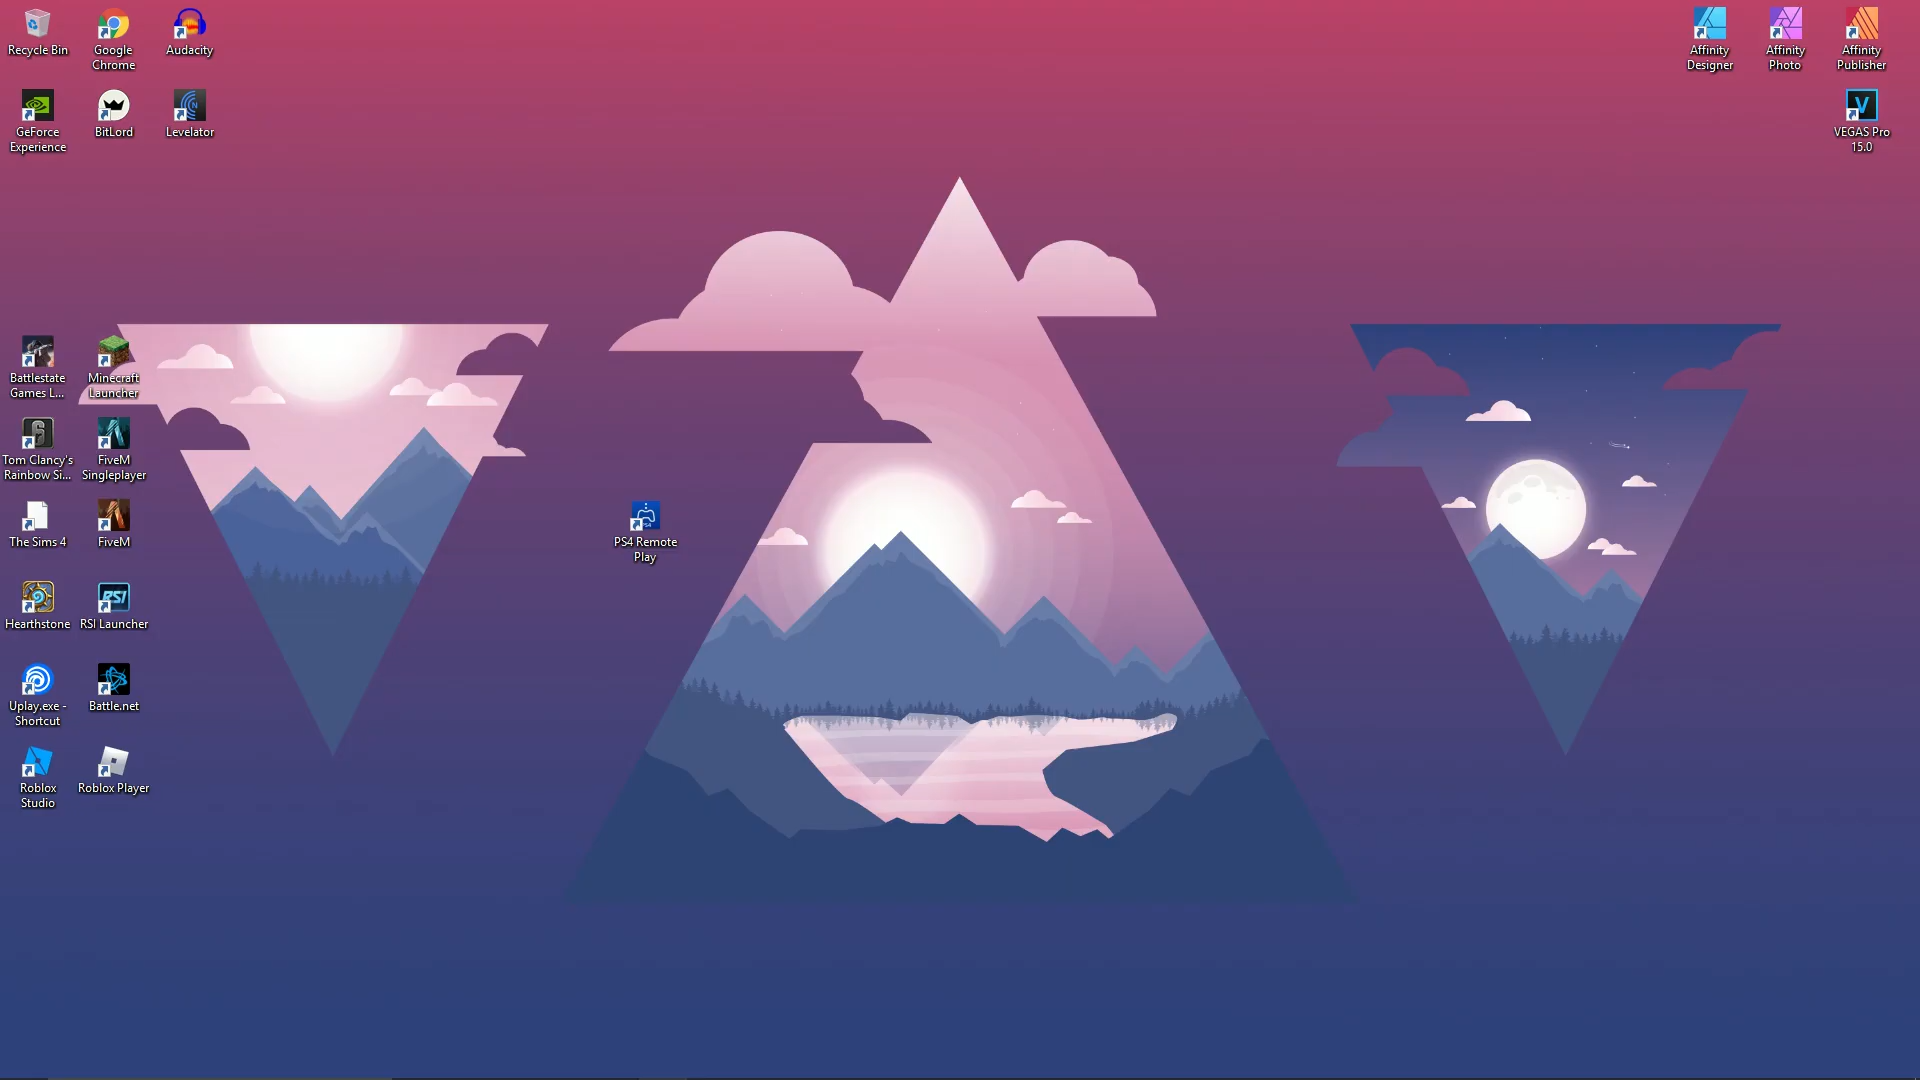 Recycle Bin
Google
Chrome
Audacity
GeForce
Experience
BitLord
Levelator
Affinity
Designer
Affinity
Photo
Affinity
Publisher
VEGAS Pro
15.0
Battlestate
Games L...
Minecraft
Launcher
Tom Clancy's
Rainbow Si...
FiveM
Singleplayer
The Sims 4
FiveM
Hearthstone
RSI
RSI Launcher
Uplay.exe -
Shortcut
Battle.net
Roblox
Studio
Roblox Player
PS4 Remote
Play